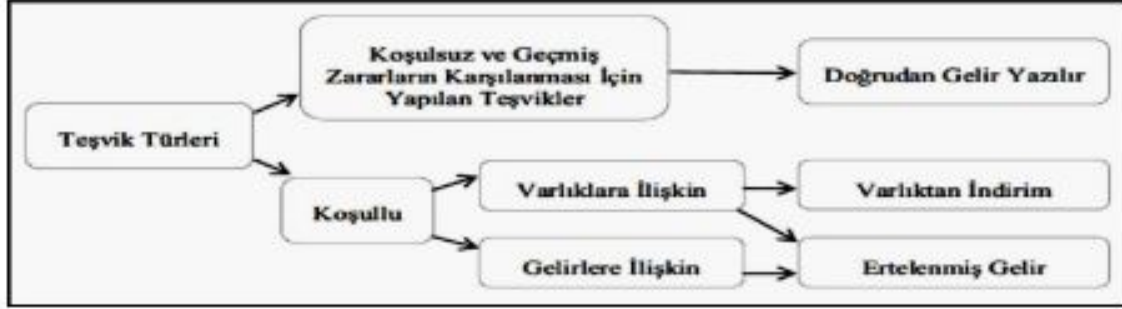 Koşulsuz ve Geçmiş
Zararların Karşılanması İçin
Yapılan Teşvikler
Doğrudan Gelir Yazılır
Teşvik Türleri
Koşullu
Varlıklara İlişkin
Varlıktan İndirim
Gelirlere İlişkin
Ertelenmiş Gelir